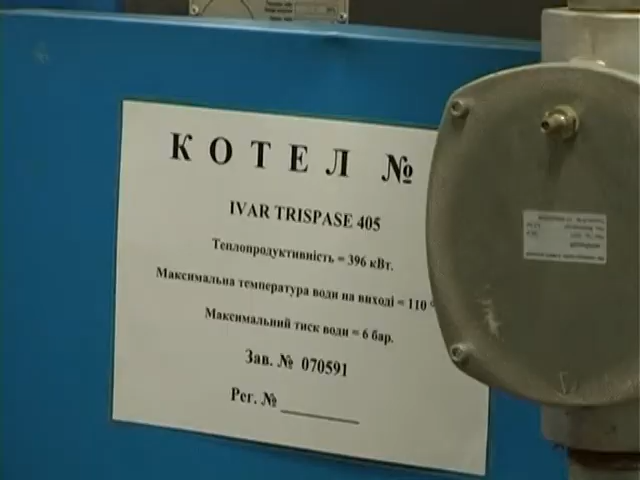 КОТЕЛ №
IVAR TRISPASE 405
Теплопродуктивність = 396 кВт.
Максимальна температура води на виході = 110 °
Максимальний тиск води = 6 бар.
Зав. № 070591
Рег. № ________